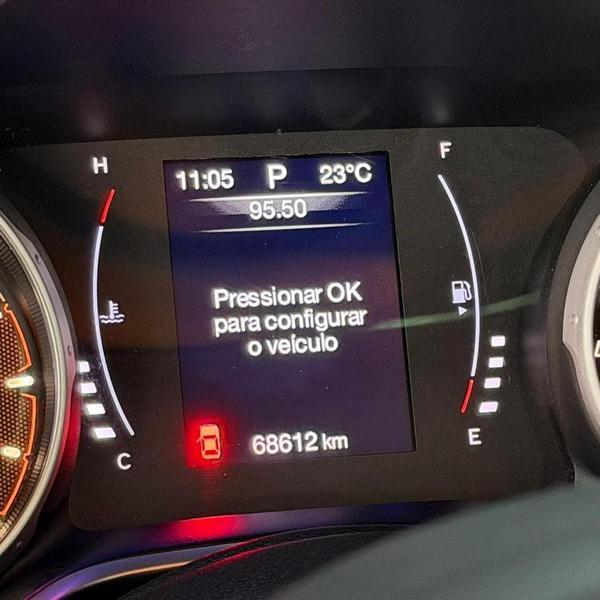 H
F
11:05 P 23°C
95.50
Pressionar OK
para configurar
o veículo
68612 km
C
E